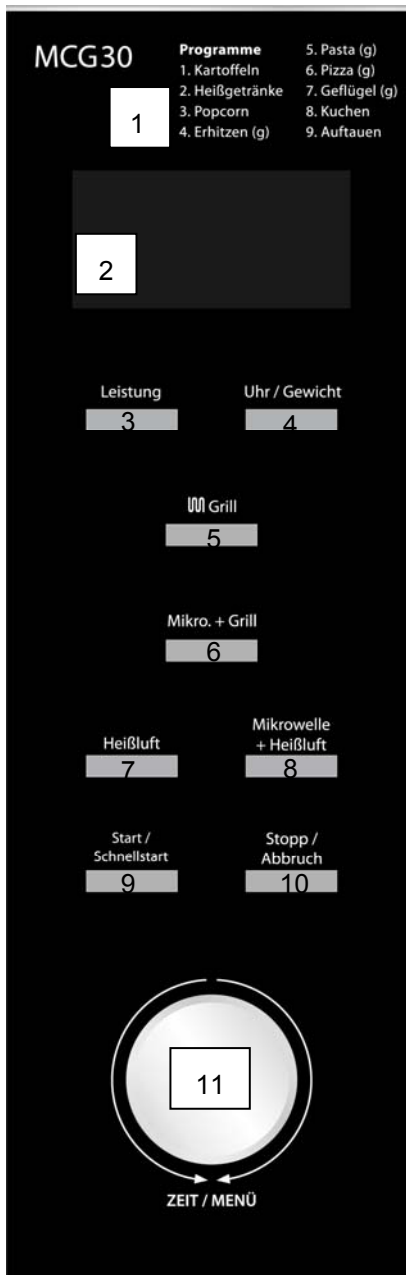 MCG30
Programme
1. Kartoffeln
2. Heißgetränke
3. Popcorn
4. Erhitzen (g)
5. Pasta (g)
6. Pizza (g)
7. Geflügel (g)
8. Kuchen
9. Auftauen
1
2
Leistung
3
Uhr / Gewicht
4
Grill
5
Mikro. + Grill
6
Heißluft
7
Mikrowelle
+ Heißluft
8
Start /
Schnellstart
9
Stopp /
Abbruch
10
11
ZEIT / MENÜ